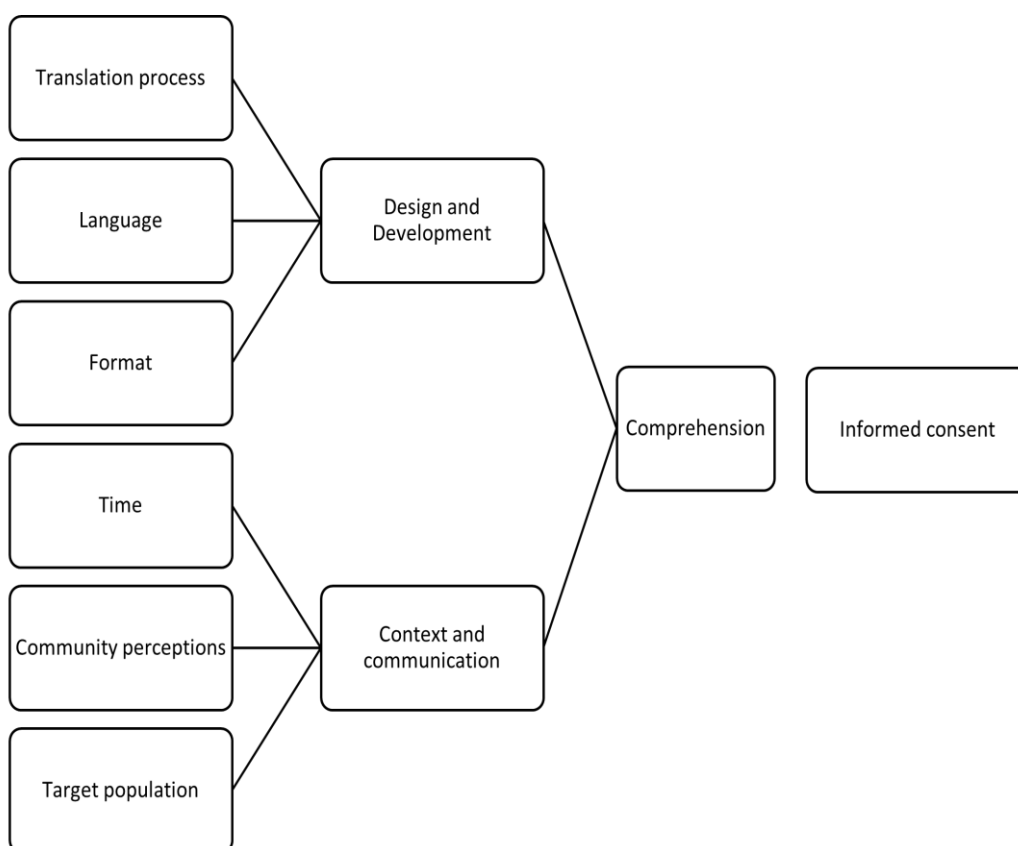 Translation process
Language
Format
Time
Community perceptions
Target population
Design and
Development
Context and
communication
Comprehension
Informed consent